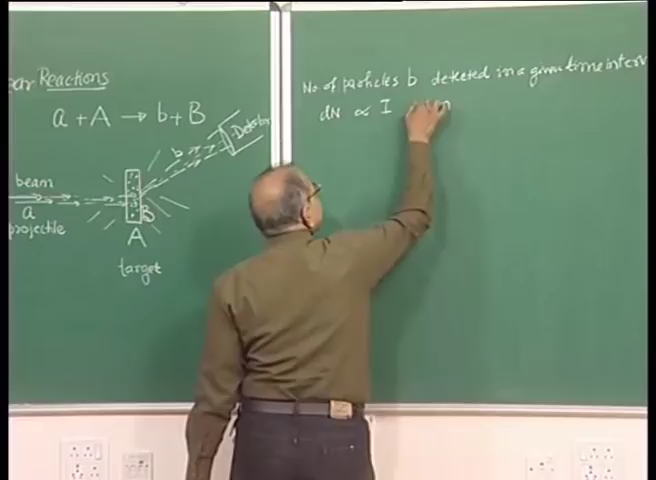 ear Reactions
a + A → b + B
beam
a
projectile
b
Detector
B
A
target
No of particles b detected in a given time interv
dN ∝ I